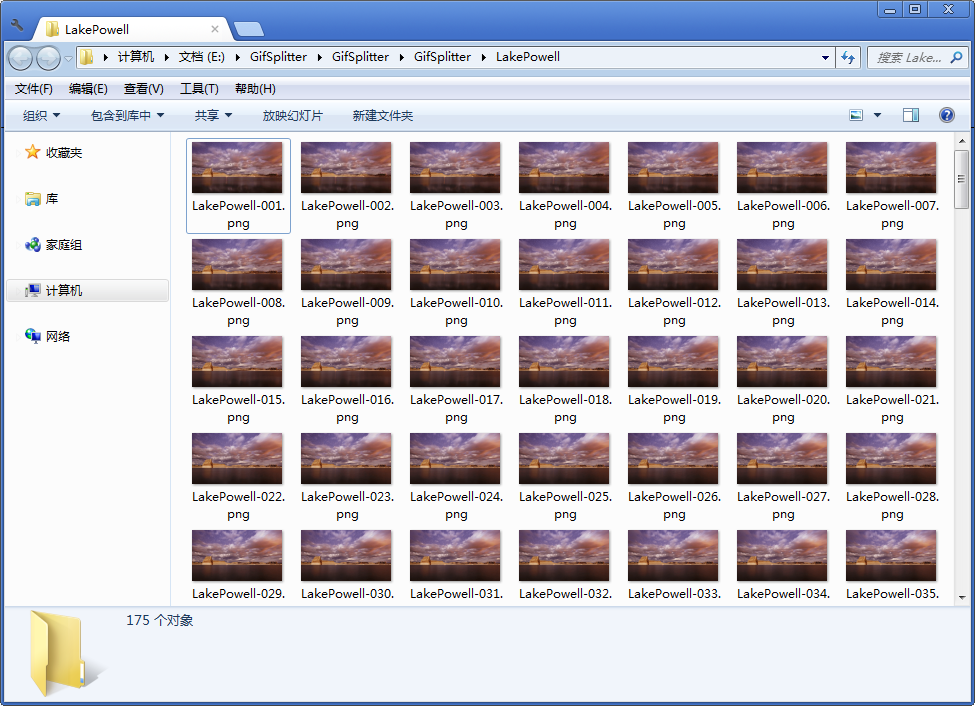 LakePowell
计算机 文档 (E:) GifSplitter GifSplitter GifSplitter LakePowell
搜索 Lake...
文件(F) 编辑(E) 查看(V) 工具(T) 帮助(H)
组织 包含到库中 共享 放映幻灯片 新建文件夹
收藏夹
库
家庭组
计算机
网络
LakePowell-001.png
LakePowell-002.png
LakePowell-003.png
LakePowell-004.png
LakePowell-005.png
LakePowell-006.png
LakePowell-007.png
LakePowell-008.png
LakePowell-009.png
LakePowell-010.png
LakePowell-011.png
LakePowell-012.png
LakePowell-013.png
LakePowell-014.png
LakePowell-015.png
LakePowell-016.png
LakePowell-017.png
LakePowell-018.png
LakePowell-019.png
LakePowell-020.png
LakePowell-021.png
LakePowell-022.png
LakePowell-023.png
LakePowell-024.png
LakePowell-025.png
LakePowell-026.png
LakePowell-027.png
LakePowell-028.png
LakePowell-029.
LakePowell-030.
LakePowell-031.
LakePowell-032.
LakePowell-033.
LakePowell-034.
LakePowell-035.
175 个对象